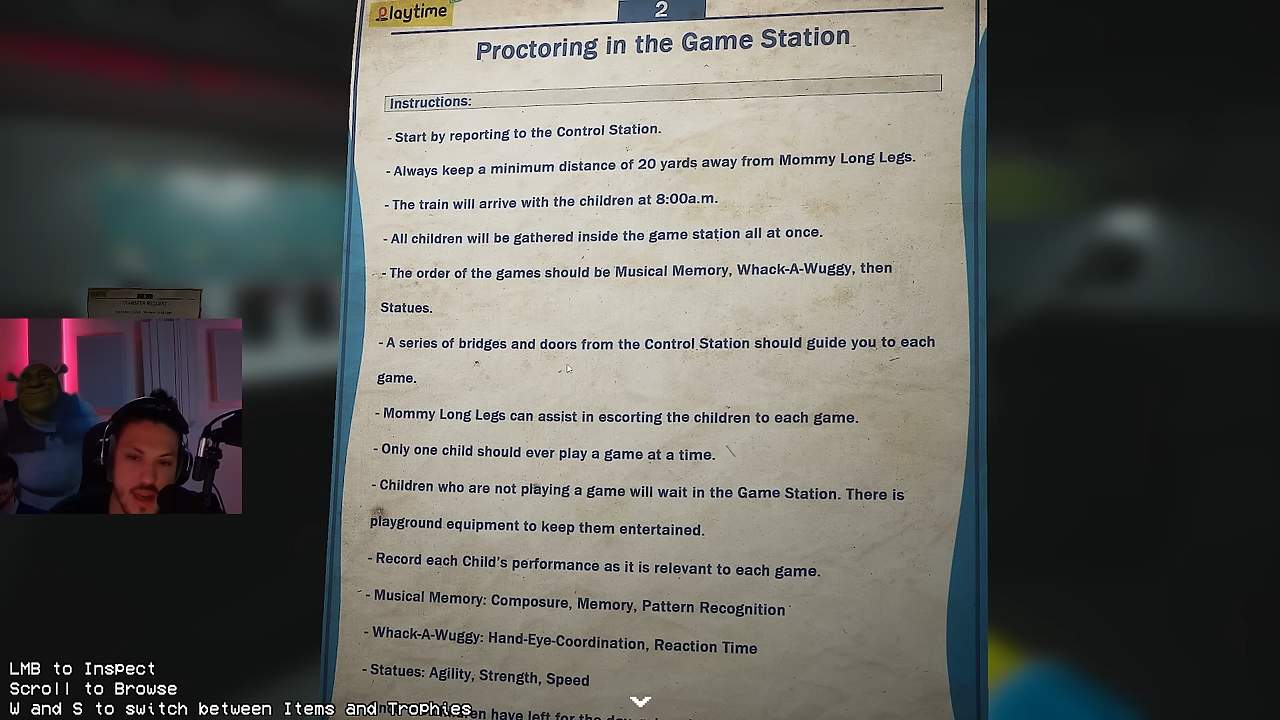 Playtime
2
Proctoring in the Game Station
Instructions:
- Start by reporting to the Control Station.
- Always keep a minimum distance of 20 yards away from Mommy Long Legs.
- The train will arrive with the children at 8:00a.m.
- All children will be gathered inside the game station all at once.
- The order of the games should be Musical Memory, Whack-A-Wuggy, then
Statues.
- A series of bridges and doors from the Control Station should guide you to each
game.
- Mommy Long Legs can assist in escorting the children to each game.
- Only one child should ever play a game at a time.
- Children who are not playing a game will wait in the Game Station. There is
playground equipment to keep them entertained.
- Record each Child's performance as it is relevant to each game.
- Musical Memory: Composure, Memory, Pattern Recognition
- Whack-A-Wuggy: Hand-Eye-Coordination, Reaction Time
- Statues: Agility, Strength, Speed
have left for the
TRANSFER REQUEST
LMB to Inspect
Scroll to Browse
W and S to switch between Items and Trophies